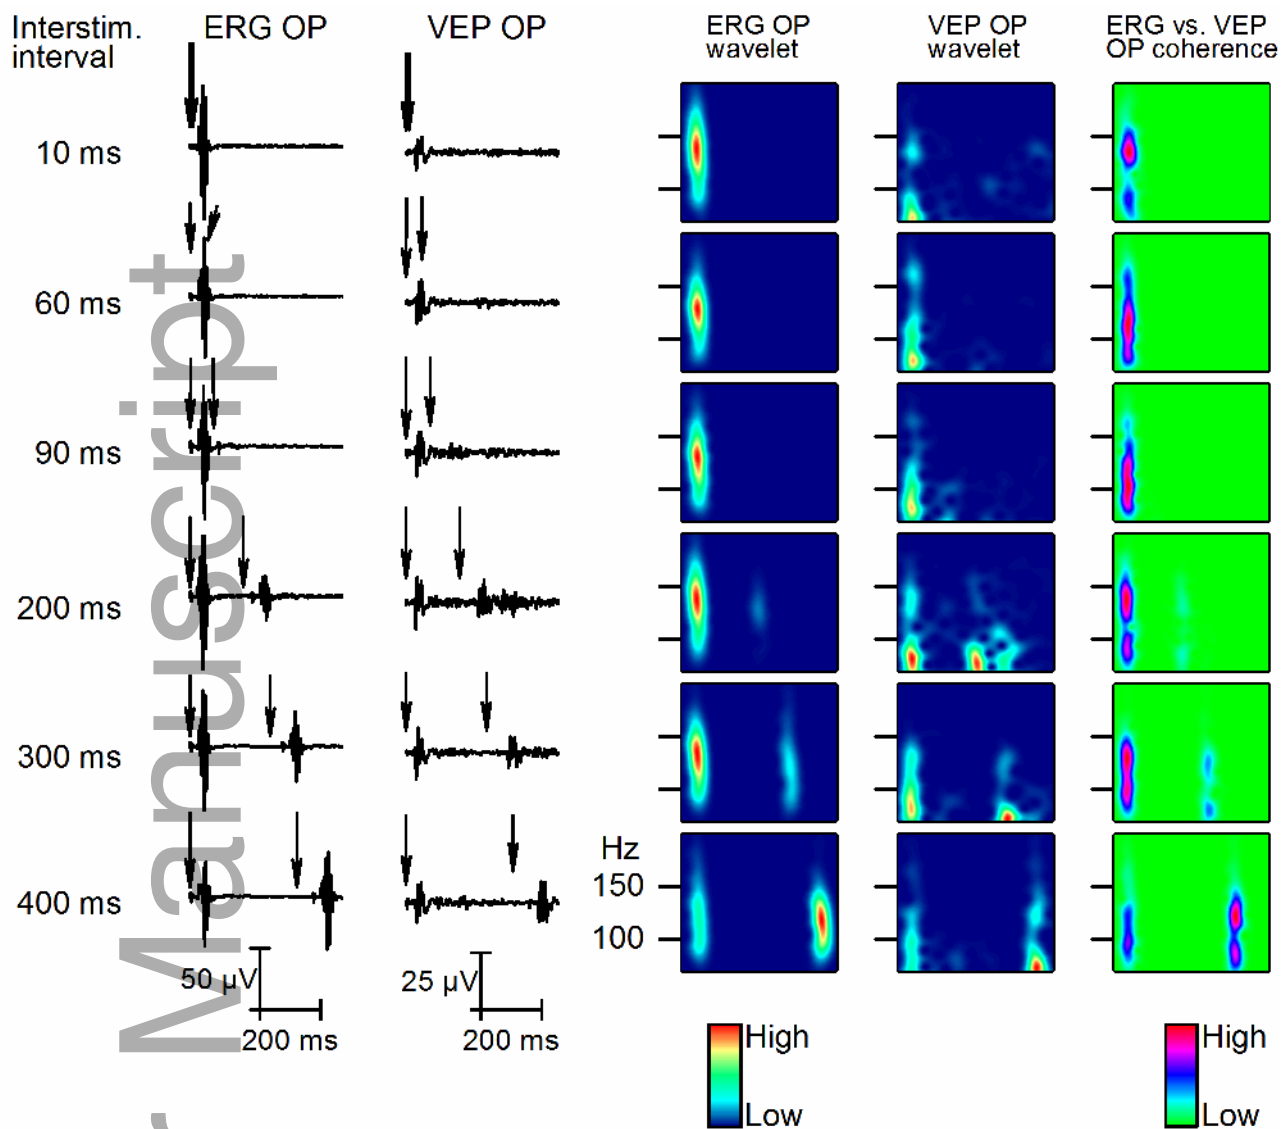 Interstim.
interval
ERG OP
VEP OP
ERG OP
wavelet
VEP OP
wavelet
ERG vs. VEP
OP coherence
10 ms
60 ms
90 ms
200 ms
300 ms
400 ms
Hz
150
100
50 µV
200 ms
25 µV
200 ms
High
Low
High
Low
Manuscript